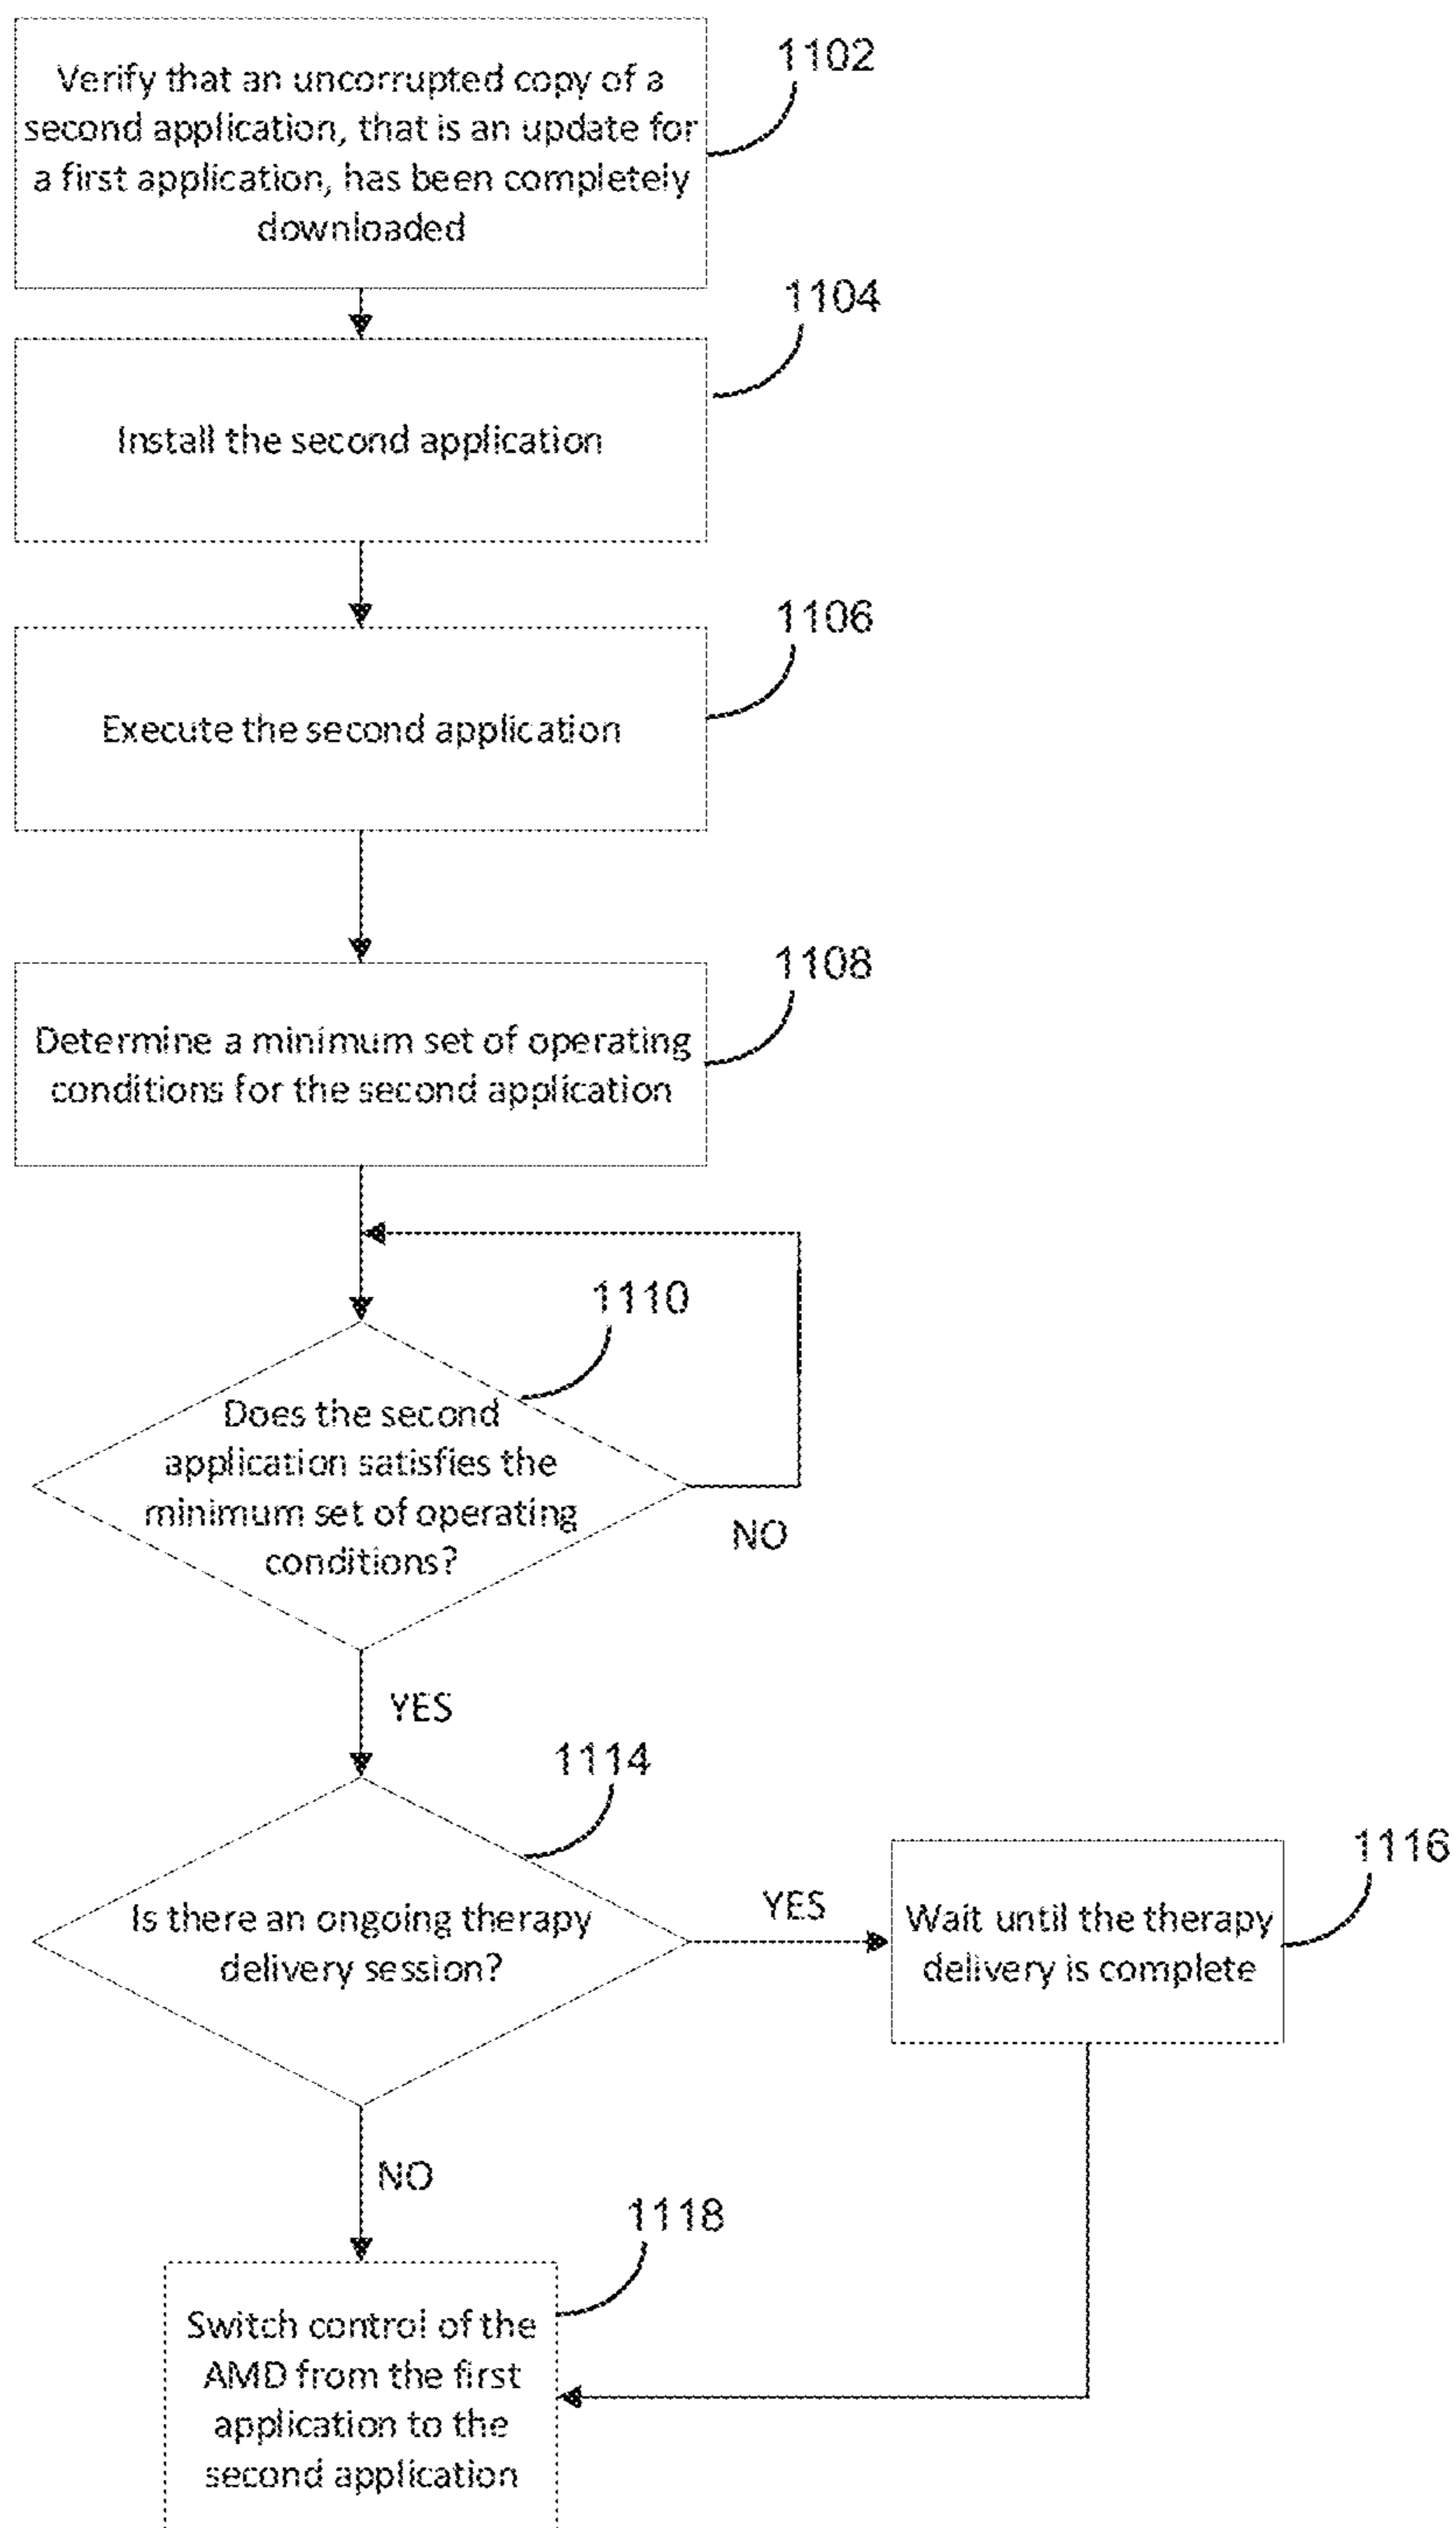 Verify that an uncorrupted copy of a
second application, that is an update for
a first application, has been completely
downloaded
1102
Install the second application
1104
Execute the second application
1106
Determine a minimum set of operating
conditions for the second application
1108
Does the second
application satisfies the
minimum set of operating
conditions?
1110
NO
YES
Is there an ongoing therapy
delivery session?
1114
YES
Wait until the therapy
delivery is complete
1116
NO
Switch control of the
AMD from the first
application to the
second application
1118